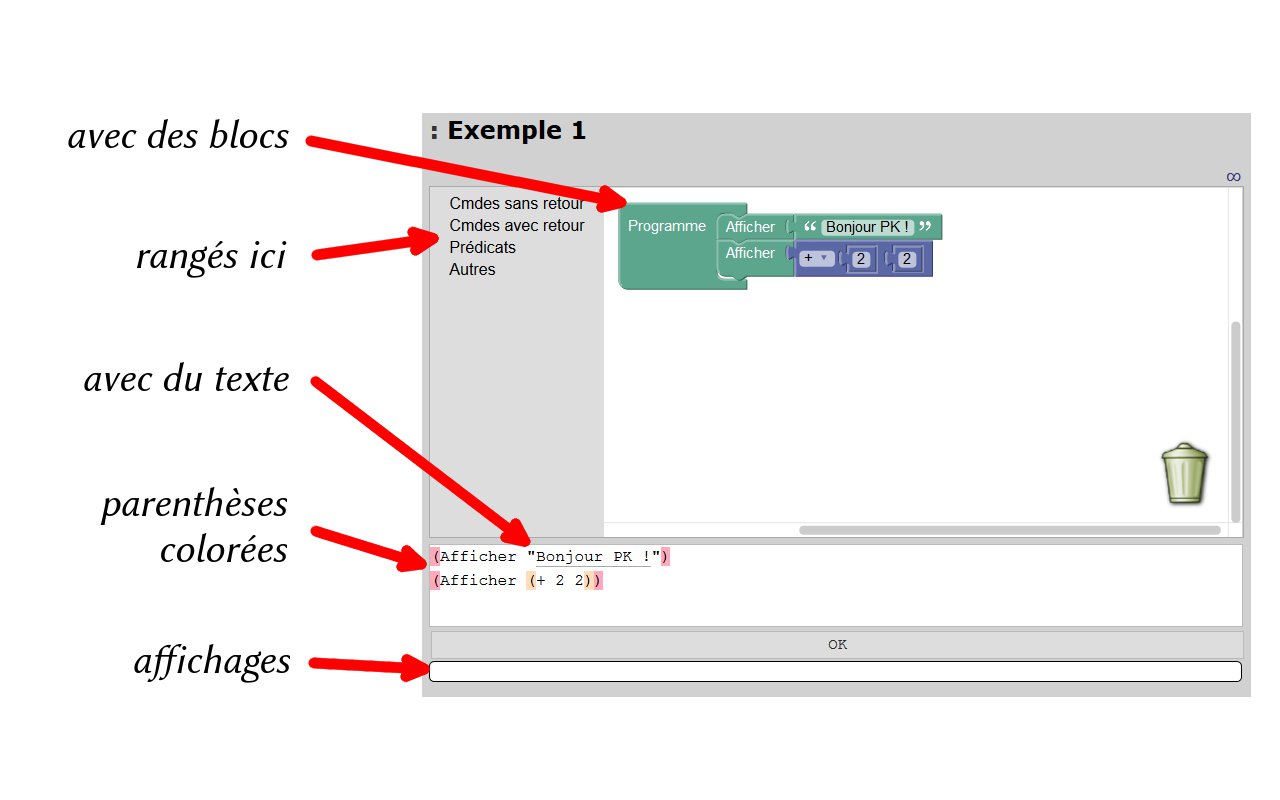 avec des blocs
rangés ici
avec du texte
parenthèses
colorées
affichages
: Exemple 1
∞
Cmdes sans retour
Cmdes avec retour
Prédicats
Autres
Programme
Afficher “ Bonjour PK ! ”
Afficher + ▾ 2 2
(Afficher "Bonjour PK !")
(Afficher (+ 2 2))
OK